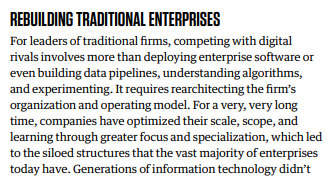 REBUILDING TRADITIONAL ENTERPRISES
For leaders of traditional firms, competing with digital
rivals involves more than deploying enterprise software or
even building data pipelines, understanding algorithms,
and experimenting. It requires rearchitecting the firm’s
organization and operating model. For a very, very long
time, companies have optimized their scale, scope, and
learning through greater focus and specialization, which led
to the siloed structures that the vast majority of enterprises
today have. Generations of information technology didn’t